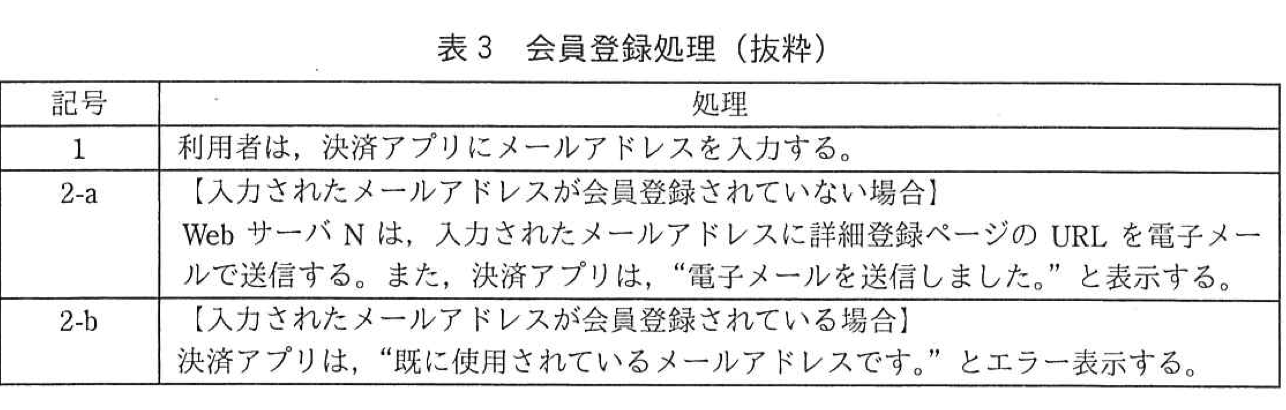 表3 会員登録処理（抜粋）
記号 処理
1 利用者は，決済アプリにメールアドレスを入力する。
2-a 【入力されたメールアドレスが会員登録されていない場合】
Web サーバ N は，入力されたメールアドレスに詳細登録ページの URL を電子メー
ルで送信する。また，決済アプリは，“電子メールを送信しました。”と表示する。
2-b 【入力されたメールアドレスが会員登録されている場合】
決済アプリは，“既に使用されているメールアドレスです。”とエラー表示する。